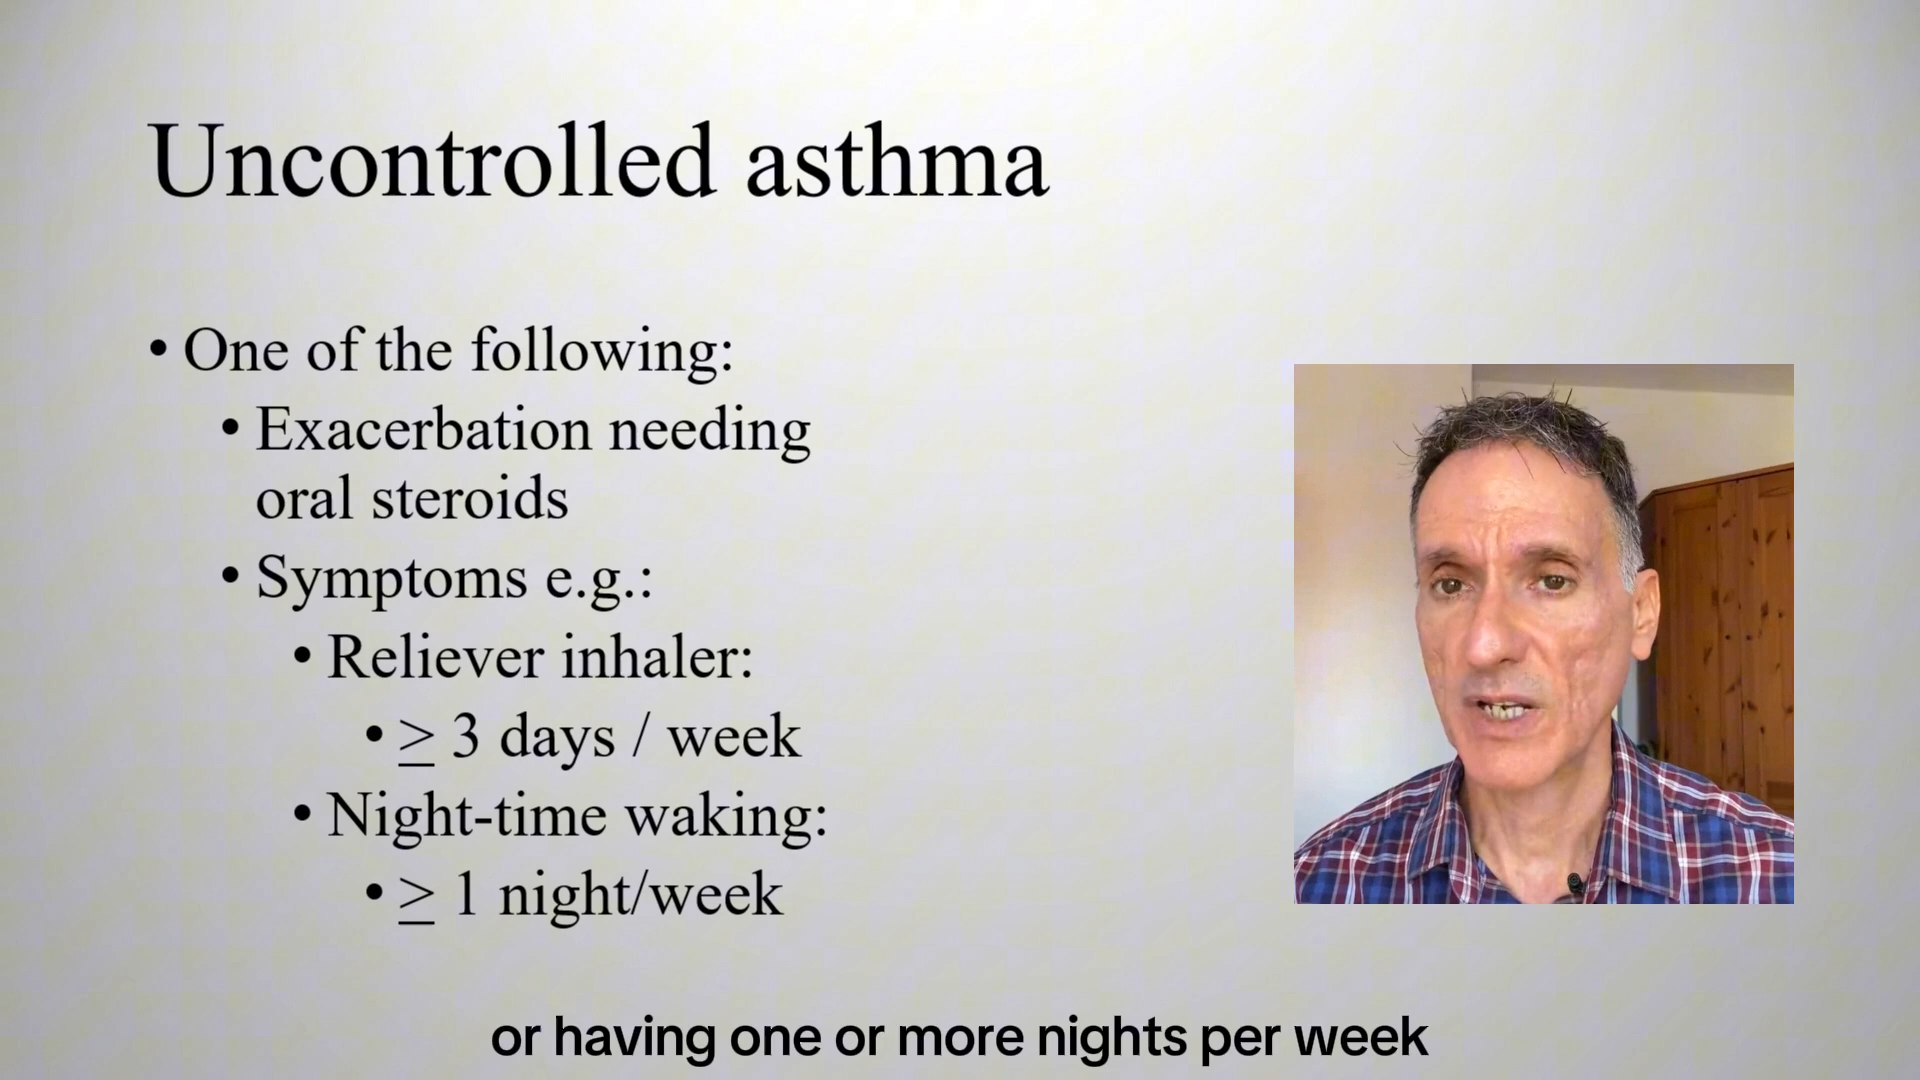 Uncontrolled asthma
• One of the following:
• Exacerbation needing
oral steroids
• Symptoms e.g.:
• Reliever inhaler:
• ≥ 3 days / week
• Night-time waking:
• ≥ 1 night/week
or having one or more nights per week